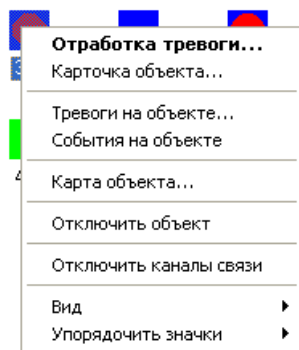 Отработка тревоги...
Карточка объекта...
Тревоги на объекте...
События на объекте
Карта объекта...
Отключить объект
Отключить каналы связи
Вид
Упорядочить значки